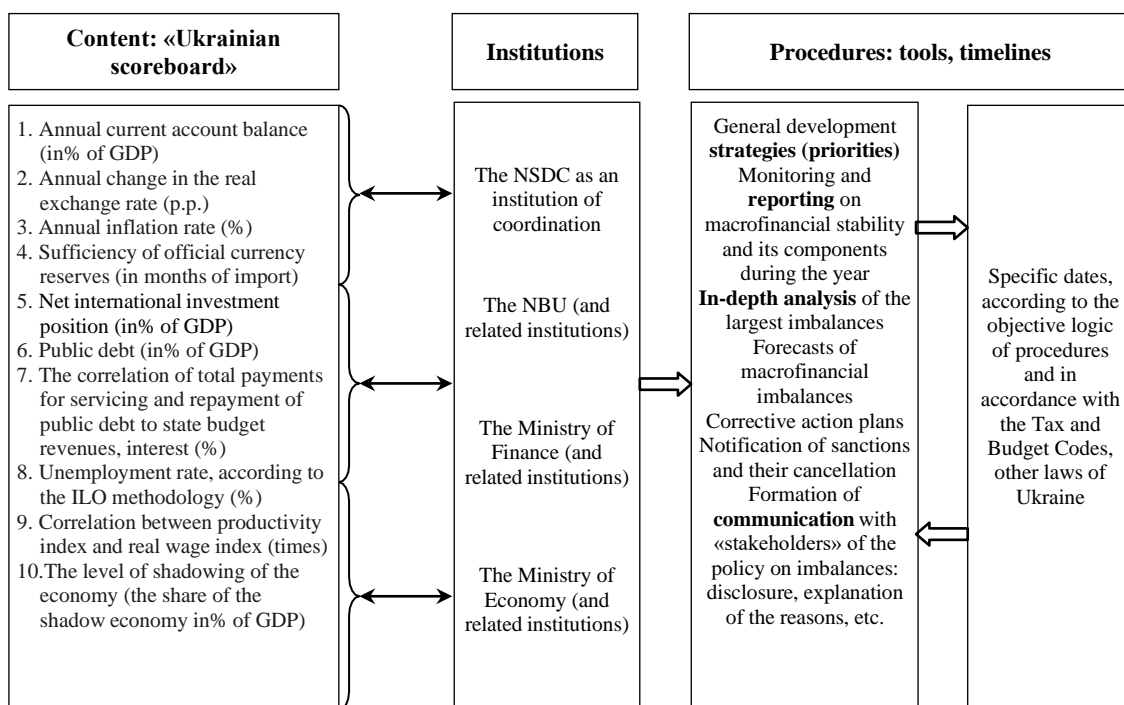 Content: «Ukrainian
scoreboard»
Institutions
Procedures: tools, timelines
1. Annual current account balance
(in% of GDP)
2. Annual change in the real
exchange rate (p.p.)
3. Annual inflation rate (%)
4. Sufficiency of official currency
reserves (in months of import)
5. Net international investment
position (in% of GDP)
6. Public debt (in% of GDP)
7. The correlation of total payments
for servicing and repayment of
public debt to state budget
revenues, interest (%)
8. Unemployment rate, according to
the ILO methodology (%)
9. Correlation between productivity
index and real wage index (times)
10.The level of shadowing of the
economy (the share of the
shadow economy in% of GDP)
The NSDC as an
institution of
coordination
The NBU (and
related institutions)
The Ministry of
Finance (and
related institutions)
The Ministry of
Economy (and
related institutions)
General development
strategies (priorities)
Monitoring and
reporting on
macrofinancial stability
and its components
during the year
In-depth analysis of the
largest imbalances
Forecasts of
macrofinancial
imbalances
Corrective action plans
Notification of sanctions
and their cancellation
Formation of
communication with
«stakeholders» of the
policy on imbalances:
disclosure, explanation
of the reasons, etc.
Specific dates,
according to the
objective logic
of procedures
and in
accordance with
the Tax and
Budget Codes,
other laws of
Ukraine